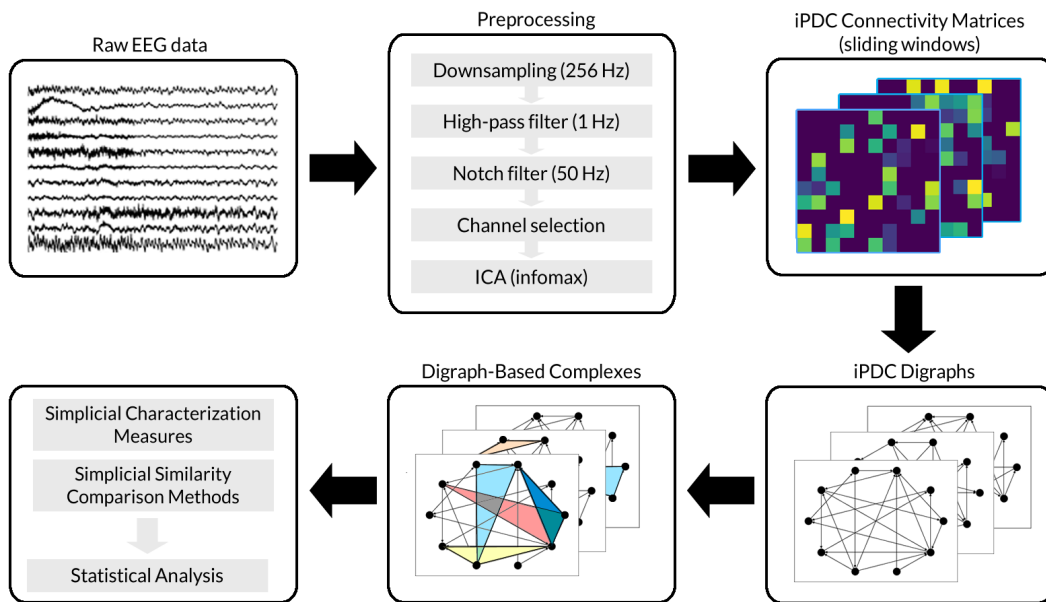 Raw EEG data
Preprocessing
Downsampling (256 Hz)
High-pass filter (1 Hz)
Notch filter (50 Hz)
Channel selection
ICA (infomax)
iPDC Connectivity Matrices
(sliding windows)
iPDC Digraphs
Digraph-Based Complexes
Simplicial Characterization
Measures
Simplicial Similarity
Comparison Methods
Statistical Analysis